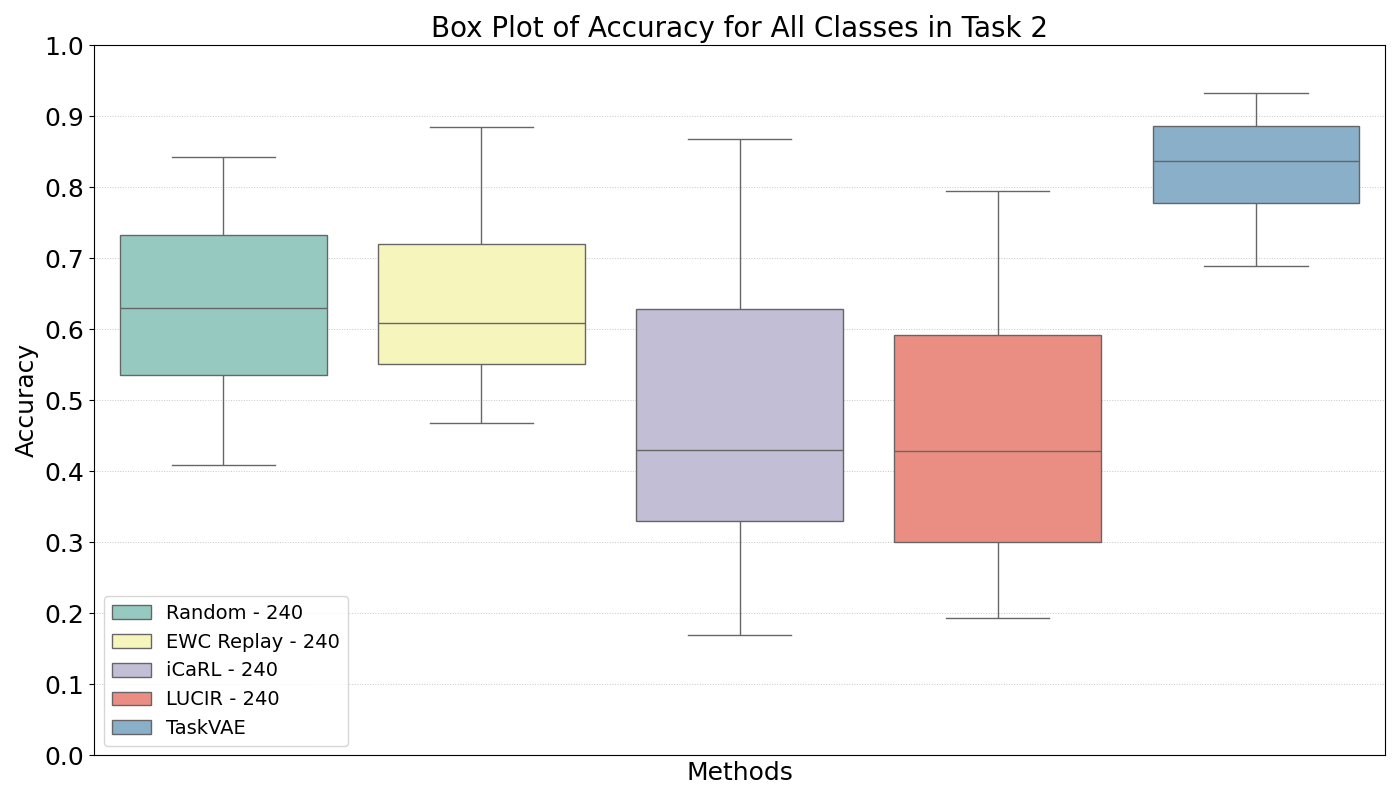 Box Plot of Accuracy for All Classes in Task 2
1.0
0.9
0.8
0.7
0.6
0.5
0.4
0.3
0.2
0.1
0.0
Accuracy
Random - 240
EWC Replay - 240
iCaRL - 240
LUCIR - 240
TaskVAE
Methods